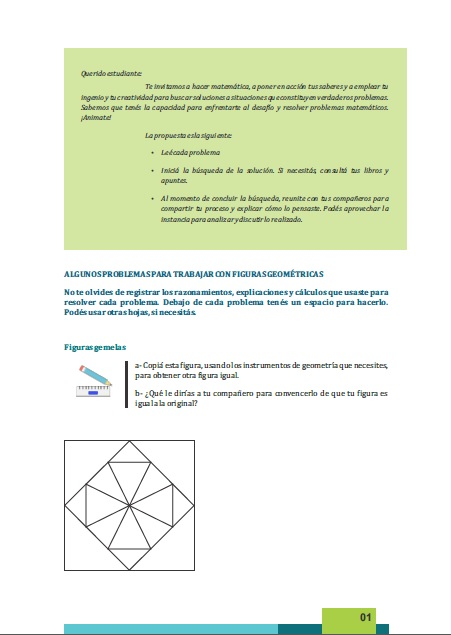 Querido estudiante:
Te invitamos a hacer matemática, a poner en acción tus saberes y a emplear tu
ingenio y tu creatividad para buscar soluciones a situaciones que constituyen verdaderos problemas.
Sabemos que tenés la capacidad para enfrentarte al desafío y resolver problemas matemáticos.
¡Animate!
La propuesta es la siguiente:
• Leé cada problema
• Iniciá la búsqueda de la solución. Si necesitás, consultá tus libros y
apuntes.
• Al momento de concluir la búsqueda, reunite con tus compañeros para
compartir tu proceso y explicar cómo lo pensaste. Podés aprovechar la
instancia para analizar y discutir lo realizado.
ALGUNOS PROBLEMAS PARA TRABAJAR CON FIGURAS GEOMÉTRICAS
No te olvides de registrar los razonamientos, explicaciones y cálculos que usaste para
resolver cada problema. Debajo de cada problema tenés un espacio para hacerlo.
Podés usar otras hojas, si necesitás.
Figuras gemelas
a- Copiá esta figura, usando los instrumentos de geometría que necesites,
para obtener otra figura igual.
b- ¿Qué le dirías a tu compañero para convencerlo de que tu figura es
igual a la original?
01